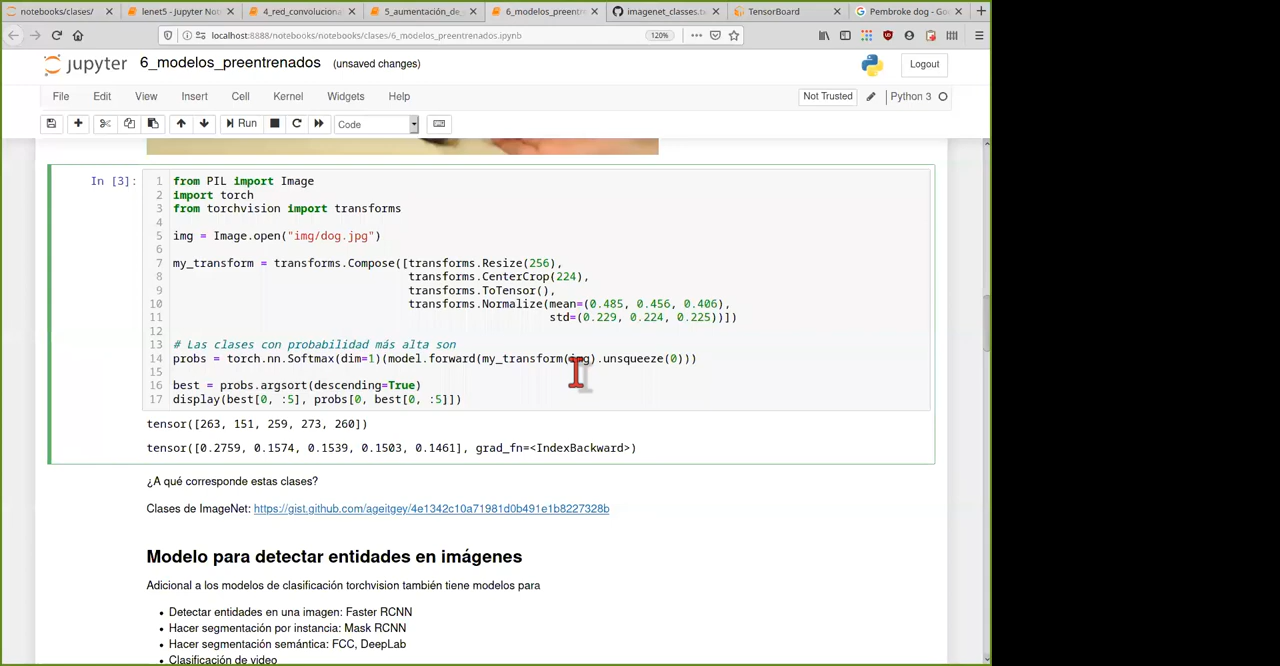 notebooks/clases/
lenet5 - Jupyter Not
4_red_convoluciona
5_aumentación_de_
6_modelos_preentre
imagenet_classes.tx
TensorBoard
Pembroke dog - Go
localhost:8888/notebooks/notebooks/clases/6_modelos_preentrenados.ipynb
120%
jupyter 6_modelos_preentrenados (unsaved changes)
Logout
File Edit View Insert Cell Kernel Widgets Help
Not Trusted
Python 3
Run
Code
In [3]:
1 from PIL import Image
2 import torch
3 from torchvision import transforms
4
5 img = Image.open("img/dog.jpg")
6
7 my_transform = transforms.Compose([transforms.Resize(256),
8 transforms.CenterCrop(224),
9 transforms.ToTensor(),
10 transforms.Normalize(mean=(0.485, 0.456, 0.406),
11 std=(0.229, 0.224, 0.225))])
12
13 # Las clases con probabilidad más alta son
14 probs = torch.nn.Softmax(dim=1)(model.forward(my_transform(img).unsqueeze(0)))
15
16 best = probs.argsort(descending=True)
17 display(best[0, :5], probs[0, best[0, :5]])
tensor([263, 151, 259, 273, 260])
tensor([0.2759, 0.1574, 0.1539, 0.1503, 0.1461], grad_fn=<IndexBackward>)
¿A qué corresponde estas clases?
Clases de ImageNet: https://gist.github.com/ageitgey/4e1342c10a71981d0b491e1b8227328b
Modelo para detectar entidades en imágenes
Adicional a los modelos de clasificación torchvision también tiene modelos para
• Detectar entidades en una imagen: Faster RCNN
• Hacer segmentación por instancia: Mask RCNN
• Hacer segmentación semántica: FCC, DeepLab
• Clasificación de video